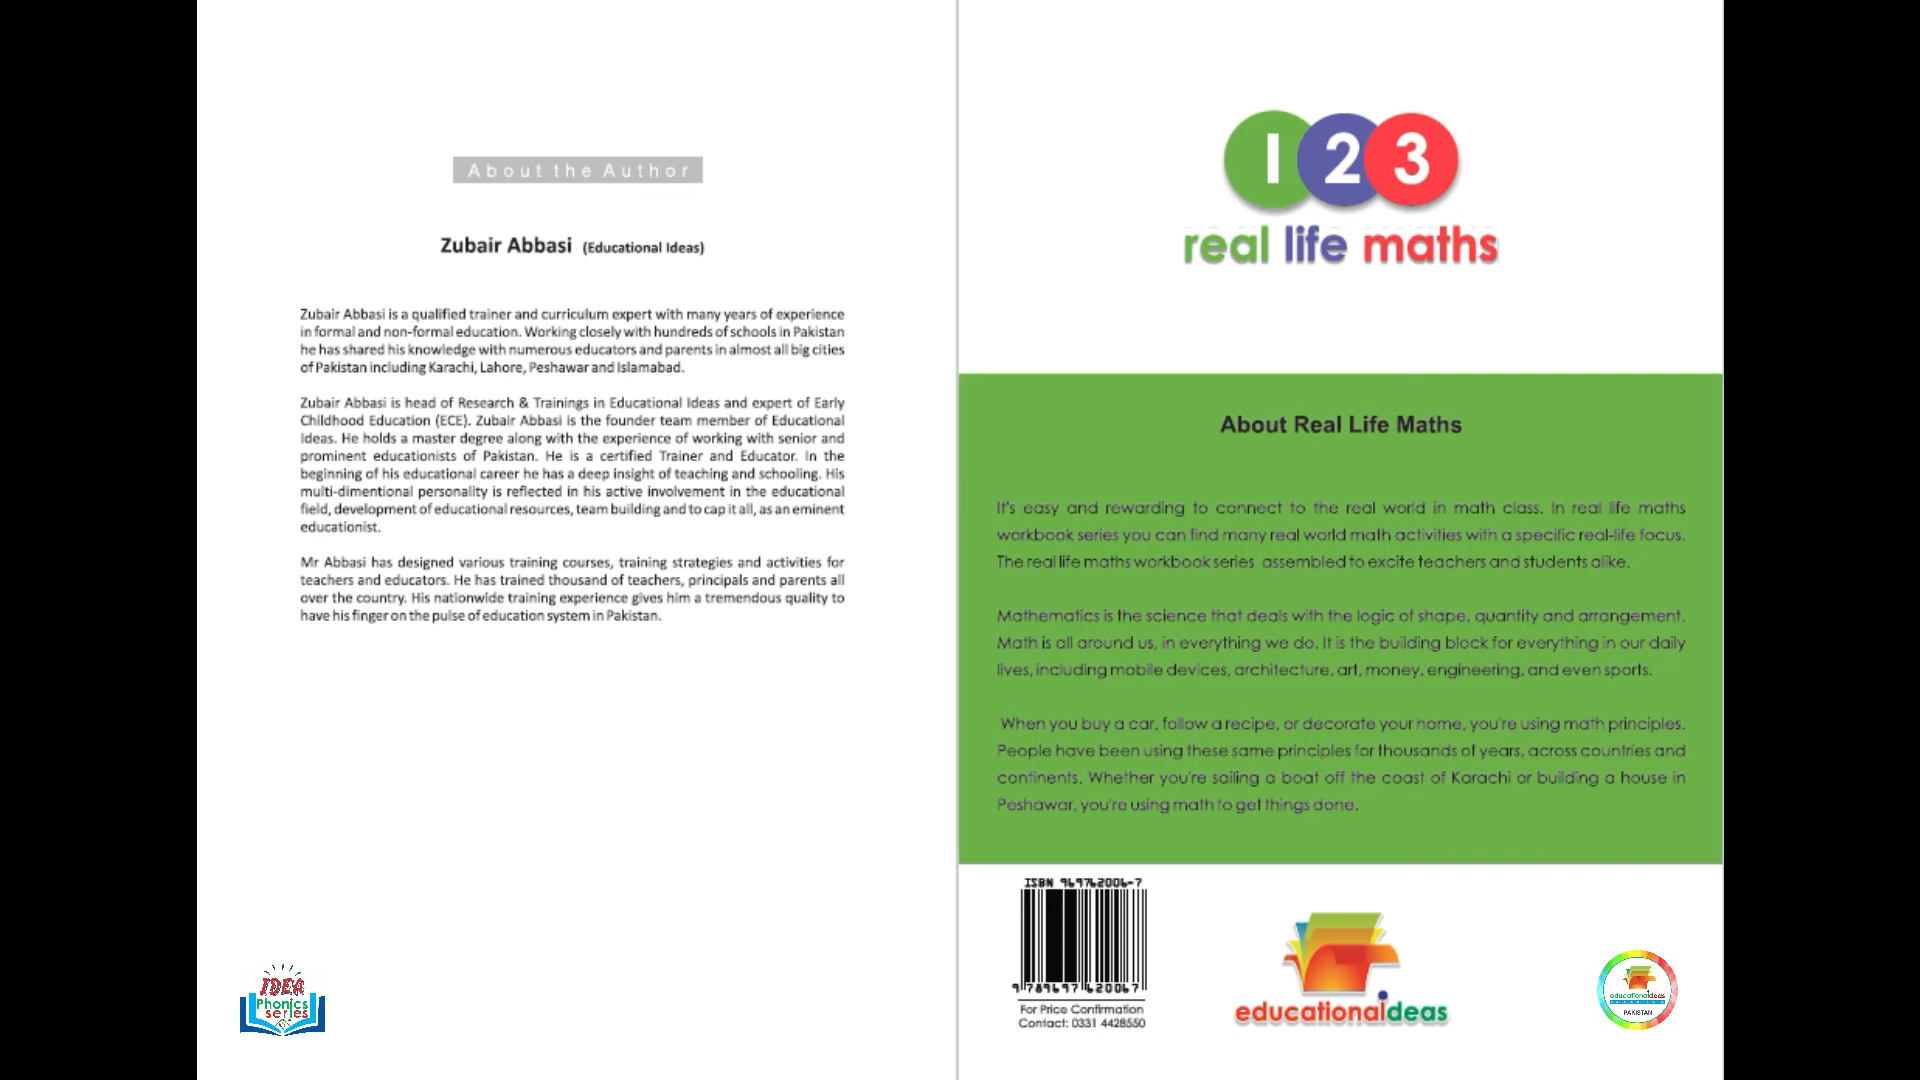 About the Author
Zubair Abbasi (Educational Ideas)
Zubair Abbasi is a qualified trainer and curriculum expert with many years of experience
in formal and non-formal education. Working closely with hundreds of schools in Pakistan
he has shared his knowledge with numerous educators and parents in almost all big cities
of Pakistan including Karachi, Lahore, Peshawar and Islamabad.
Zubair Abbasi is head of Research & Trainings in Educational Ideas and expert of Early
Childhood Education (ECE). Zubair Abbasi is the founder team member of Educational
Ideas. He holds a master degree along with the experience of working with senior and
prominent educationists of Pakistan. He is a certified Trainer and Educator. In the
beginning of his educational career he has a deep insight of teaching and schooling. His
multi-dimentional personality is reflected in his active involvement in the educational
field, development of educational resources, team building and to cap it all, as an eminent
educationist.
Mr Abbasi has designed various training courses, training strategies and activities for
teachers and educators. He has trained thousand of teachers, principals and parents all
over the country. His nationwide training experience gives him a tremendous quality to
have his finger on the pulse of education system in Pakistan.
IDEA
Phonics
series
1 2 3
real life maths
About Real Life Maths
It's easy and rewarding to connect to the real world in math class. In real life maths
workbook series you can find many real world math activities with a specific real-life focus.
The real life maths workbook series assembled to excite teachers and students alike.
Mathematics is the science that deals with the logic of shape, quantity and arrangement.
Math is all around us, in everything we do. It is the building block for everything in our daily
lives, including mobile devices, architecture, art, money, engineering, and even sports.
When you buy a car, follow a recipe, or decorate your home, you're using math principles.
People have been using these same principles for thousands of years, across countries and
continents. Whether you're sailing a boat off the coast of Karachi or building a house in
Peshawar, you're using math to get things done.
ISBN 969762006-7
9 789697 620067
For Price Confirmation
Contact: 0331 4428550
educationalideas
educationalideas
PAKISTAN